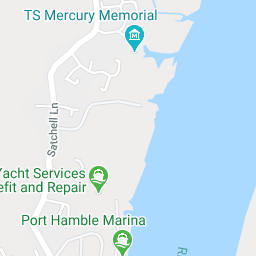 TS Mercury Memorial
Satchell Ln
Yacht Services
efit and Repair
Port Hamble Marina
R